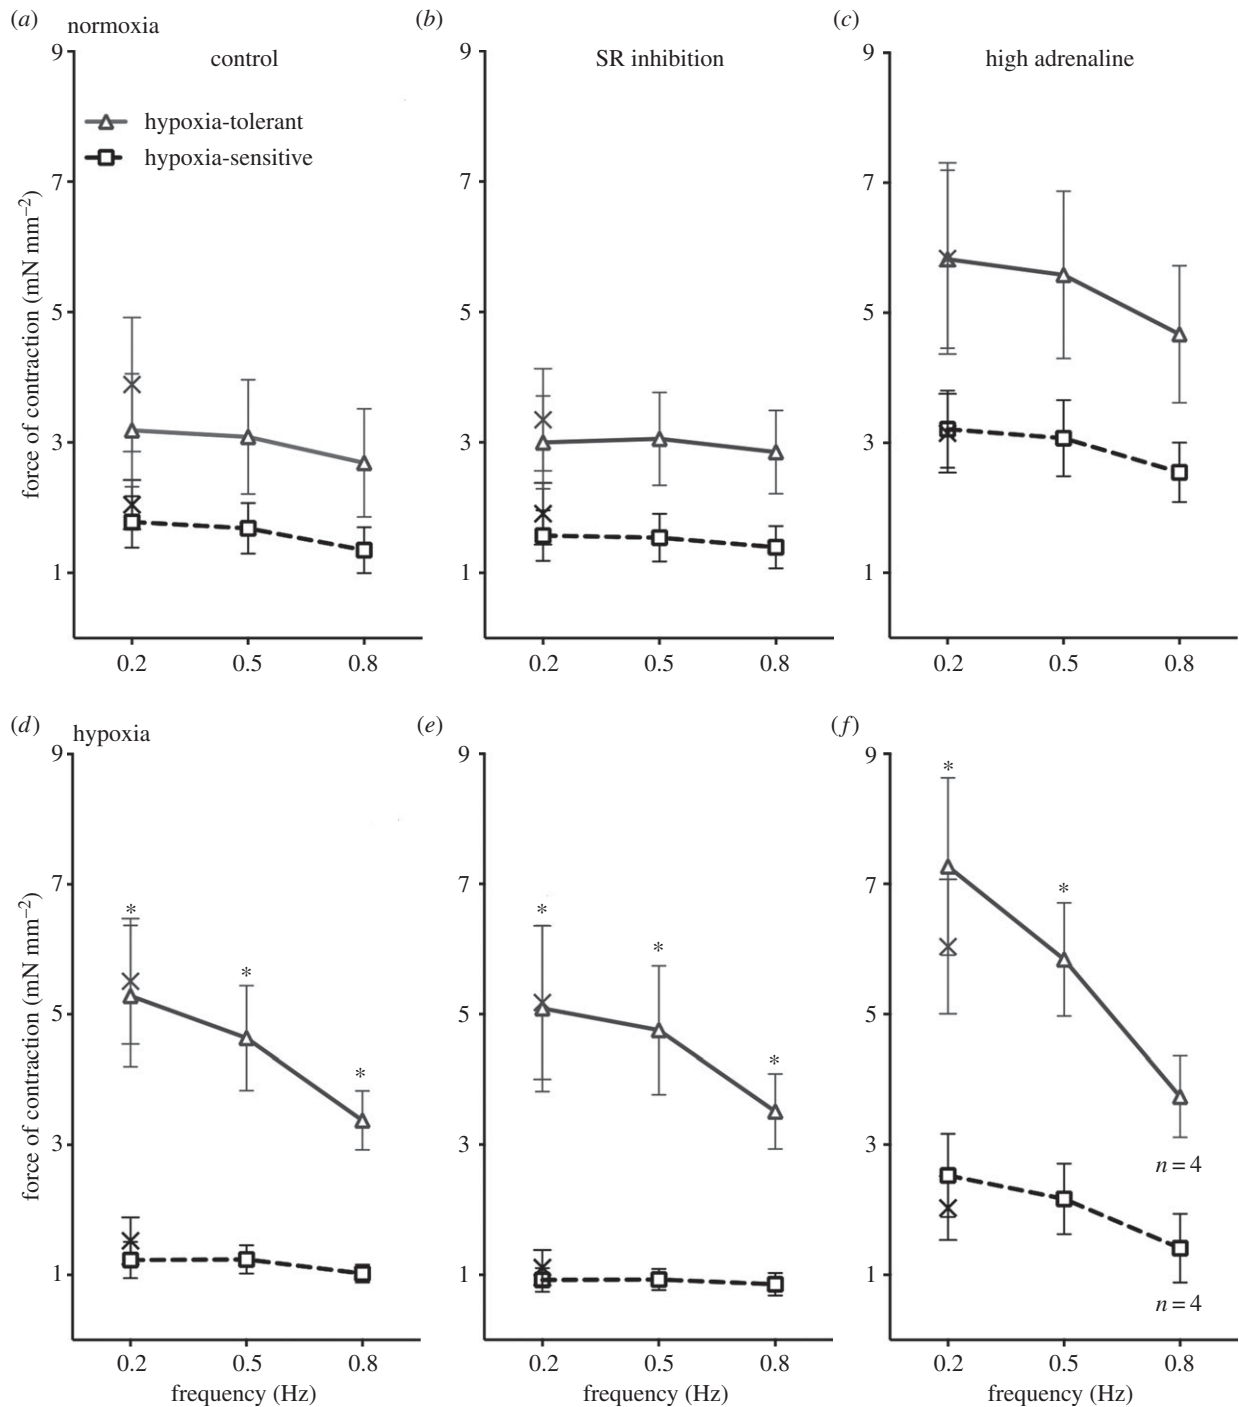 (a) normoxia
control
hypoxia-tolerant
hypoxia-sensitive
force of contraction (mN mm−2)
9
7
5
3
1
0.2 0.5 0.8
(b)
SR inhibition
9
7
5
3
1
0.2 0.5 0.8
(c)
high adrenaline
9
7
5
3
1
0.2 0.5 0.8
(d) hypoxia
force of contraction (mN mm−2)
9
7
5
3
1
* * *
0.2 0.5 0.8
frequency (Hz)
(e)
9
7
5
3
1
* * *
0.2 0.5 0.8
frequency (Hz)
(f)
9
7
5
3
1
* *
n = 4
n = 4
0.2 0.5 0.8
frequency (Hz)